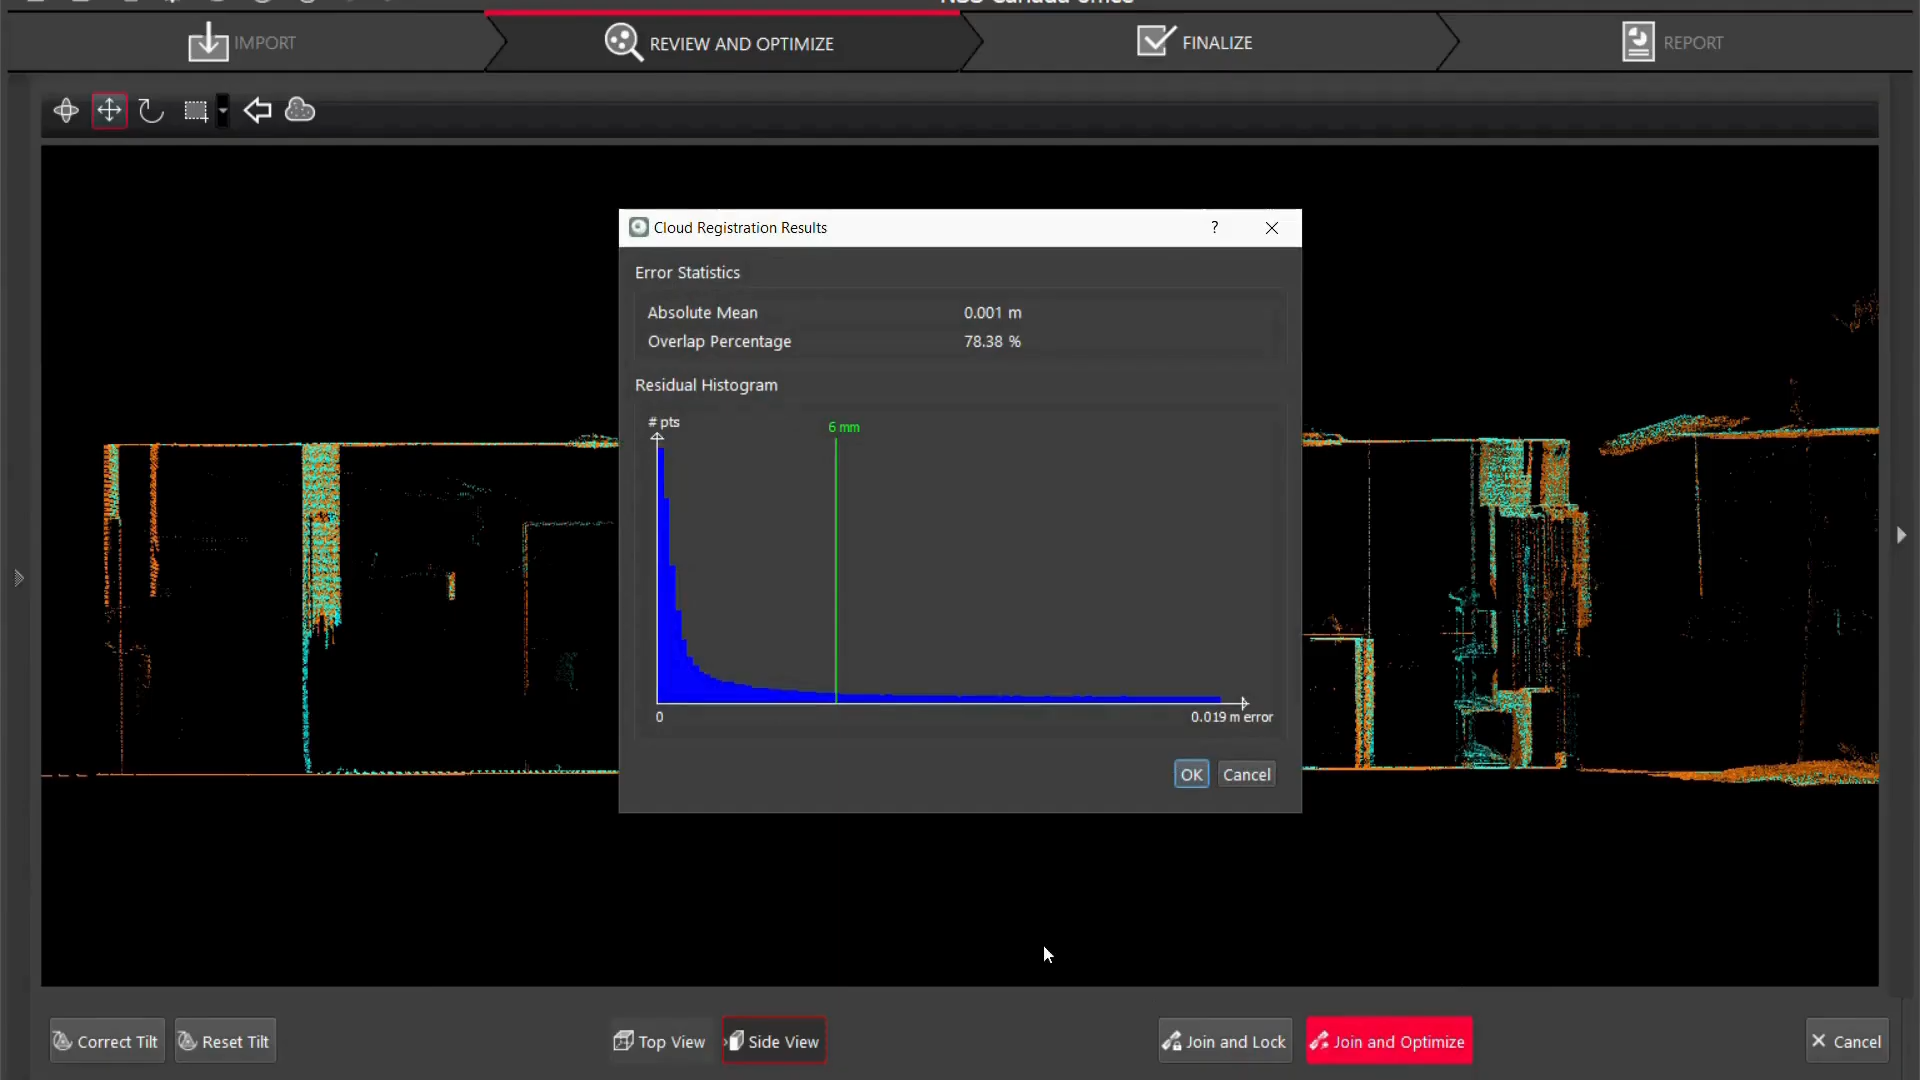 IMPORT
REVIEW AND OPTIMIZE
FINALIZE
REPORT
Cloud Registration Results
?
Error Statistics
Absolute Mean 0.001 m
Overlap Percentage 78.38 %
Residual Histogram
# pts
6 mm
0
0.019 m error
OK
Cancel
Correct Tilt
Reset Tilt
Top View
Side View
Join and Lock
Join and Optimize
Cancel